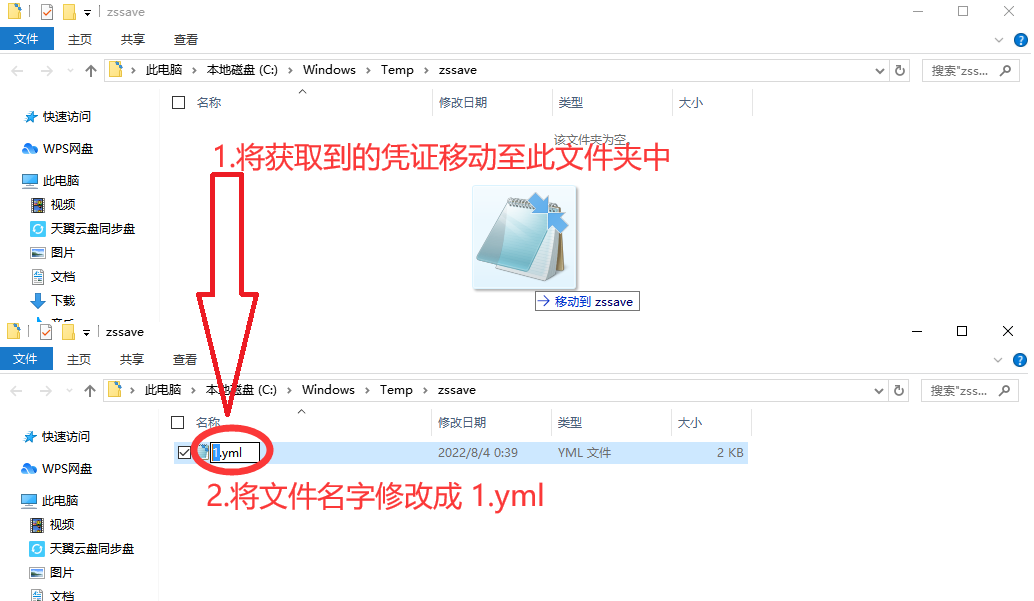 zssave
文件 主页 共享 查看
此电脑 本地磁盘 (C:) Windows Temp zssave 搜索"zss...
名称 修改日期 类型 大小
快速访问
该文件夹为空。
WPS网盘
1.将获取到的凭证移动至此文件夹中
此电脑
视频
天翼云盘同步盘
图片
文档
下载
移动到 zssave
zssave
文件 主页 共享 查看
此电脑 本地磁盘 (C:) Windows Temp zssave 搜索"zss...
名称 修改日期 类型 大小
快速访问
1.yml 2022/8/4 0:39 YML 文件 2 KB
WPS网盘
2.将文件名字修改成 1.yml
此电脑
视频
天翼云盘同步盘
图片
文档